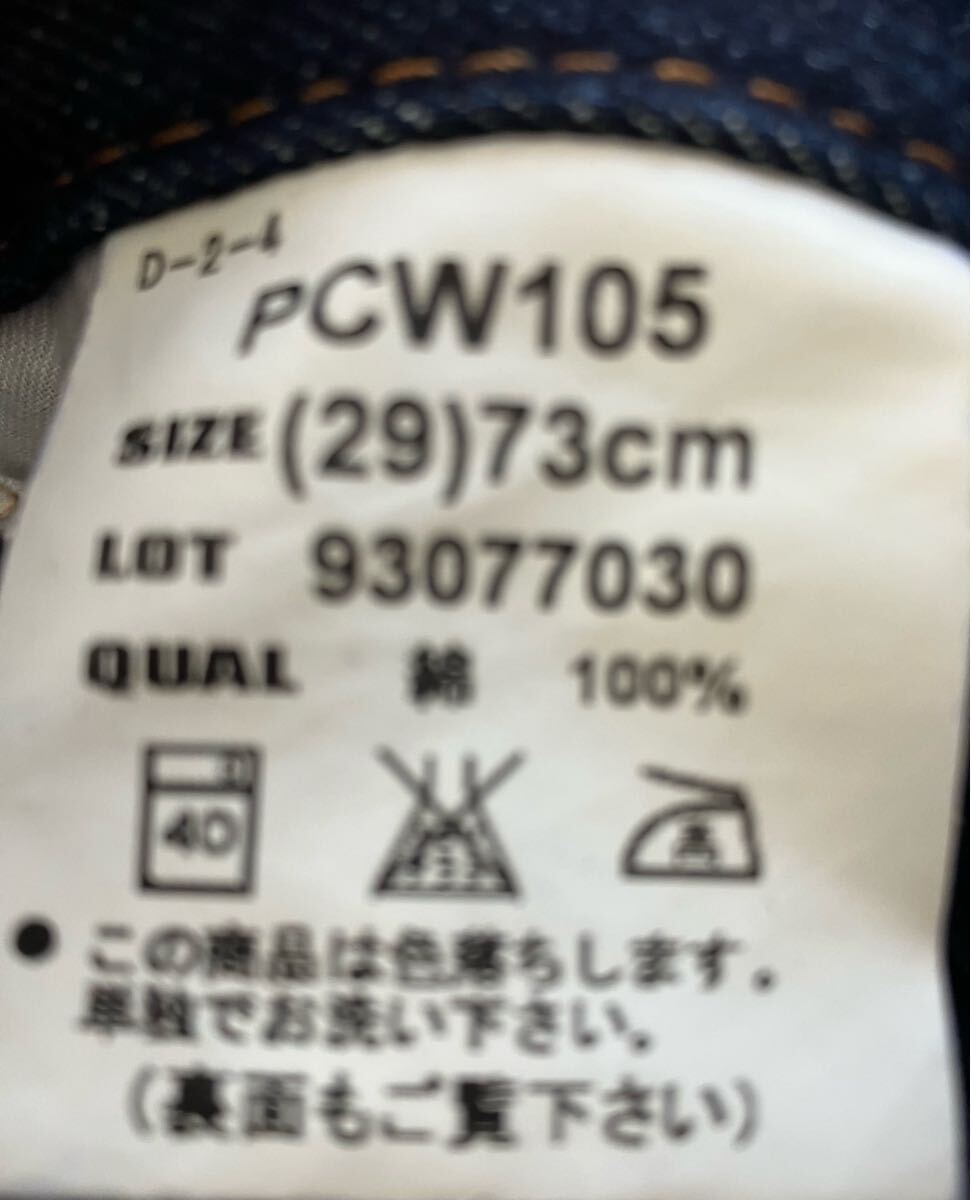 D-2-4
PCW105
SIZE (29)73cm
LOT 93077030
QUAL 綿 100%
40
高
● この商品は色落ちします。
単独でお洗い下さい。
(裏面もご覧下さい)